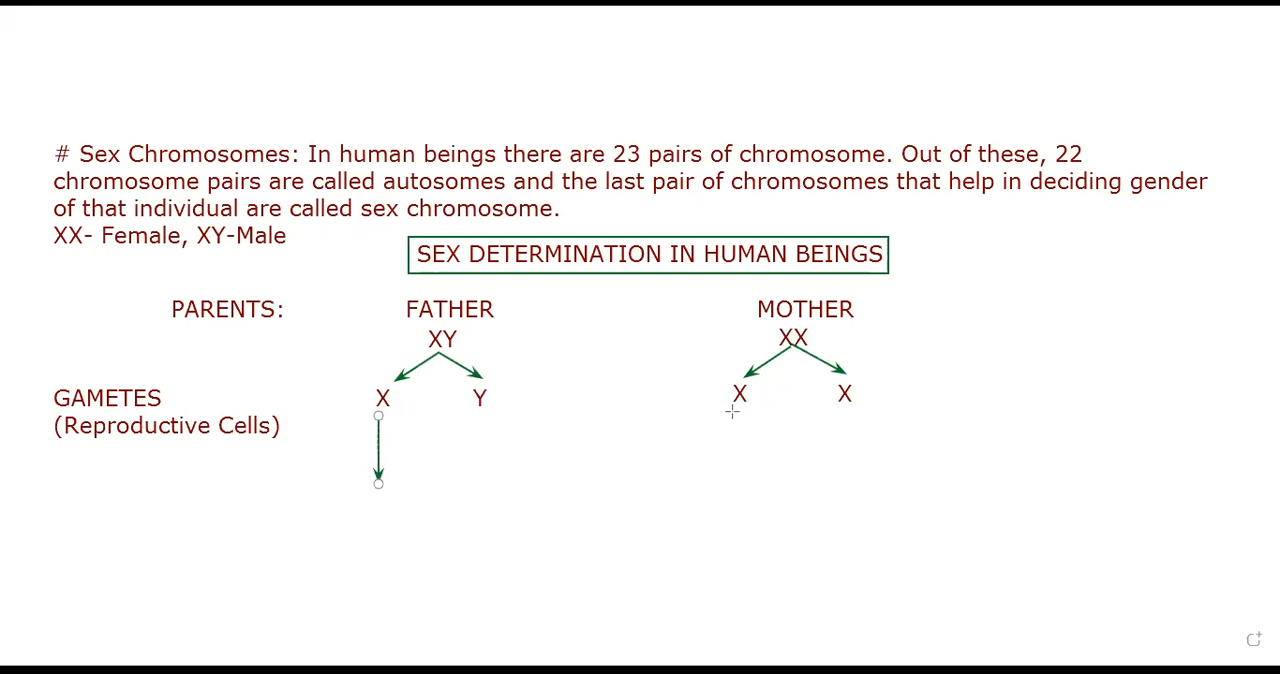 # Sex Chromosomes: In human beings there are 23 pairs of chromosome. Out of these, 22
chromosome pairs are called autosomes and the last pair of chromosomes that help in deciding gender
of that individual are called sex chromosome.
XX- Female, XY-Male
SEX DETERMINATION IN HUMAN BEINGS
PARENTS: FATHER MOTHER
XY XX
GAMETES X Y X X
(Reproductive Cells)